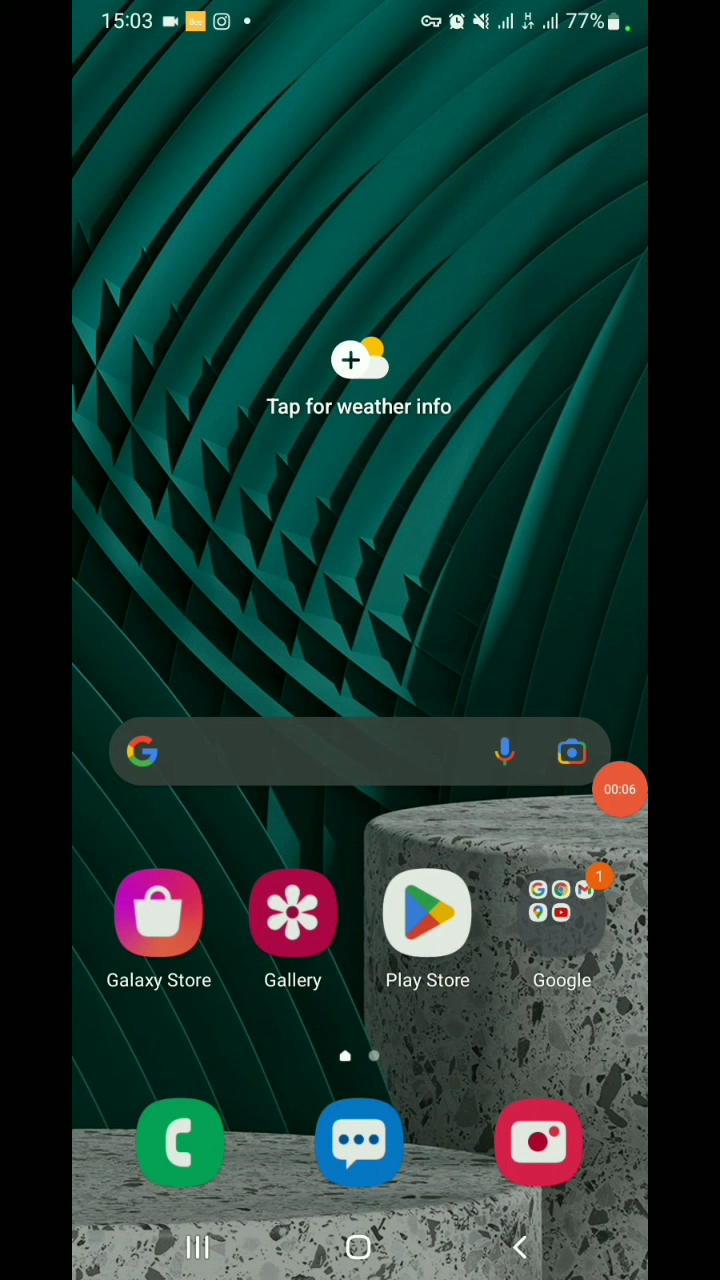 15:03
77%
Tap for weather info
00:06
1
Galaxy Store
Gallery
Play Store
Google